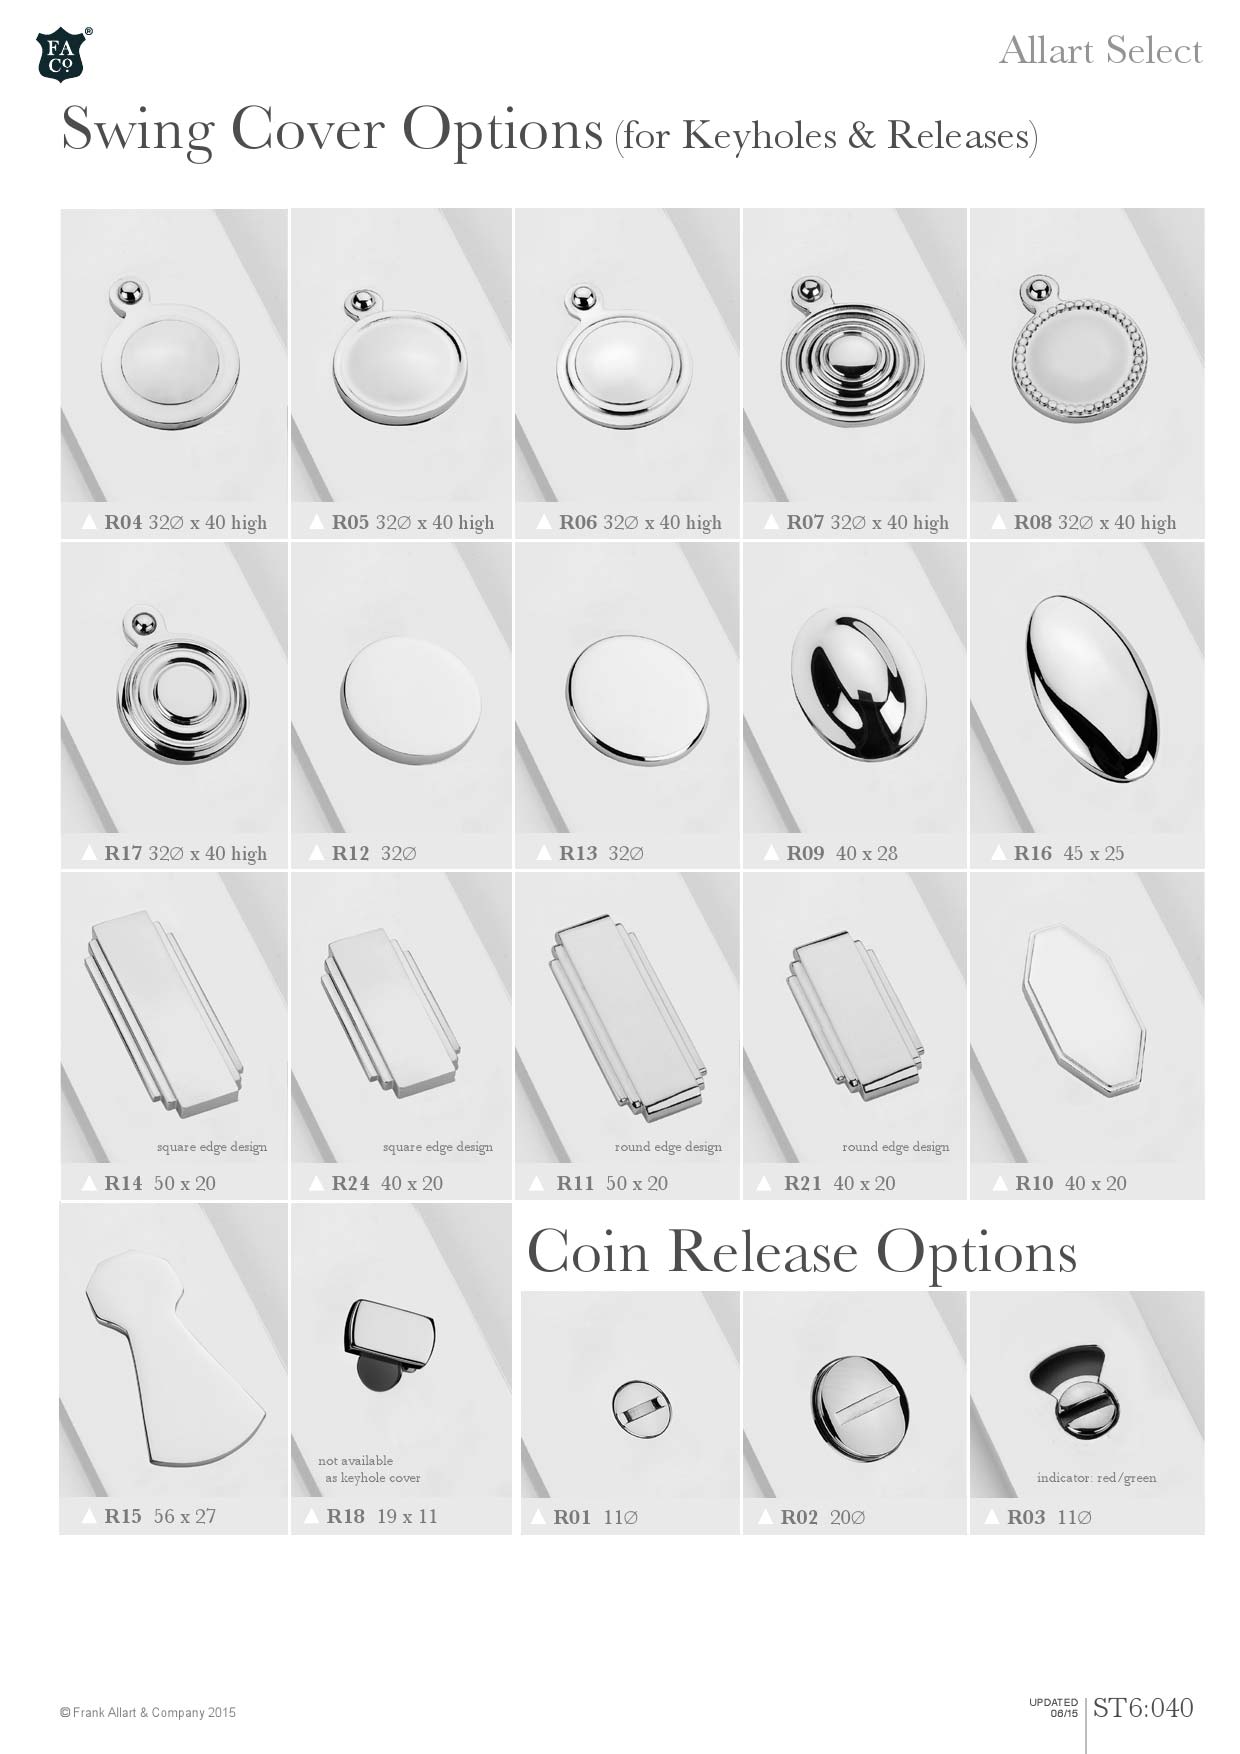 FA
Co
®
Allart Select
Swing Cover Options (for Keyholes & Releases)
R04 32∅ x 40 high
R05 32∅ x 40 high
R06 32∅ x 40 high
R07 32∅ x 40 high
R08 32∅ x 40 high
R17 32∅ x 40 high
R12 32∅
R13 32∅
R09 40 x 28
R16 45 x 25
square edge design
R14 50 x 20
square edge design
R24 40 x 20
round edge design
R11 50 x 20
round edge design
R21 40 x 20
R10 40 x 20
R15 56 x 27
not available
as keyhole cover
R18 19 x 11
Coin Release Options
R01 11∅
R02 20∅
indicator: red/green
R03 11∅
© Frank Allart & Company 2015
UPDATED
06/15
ST6:040